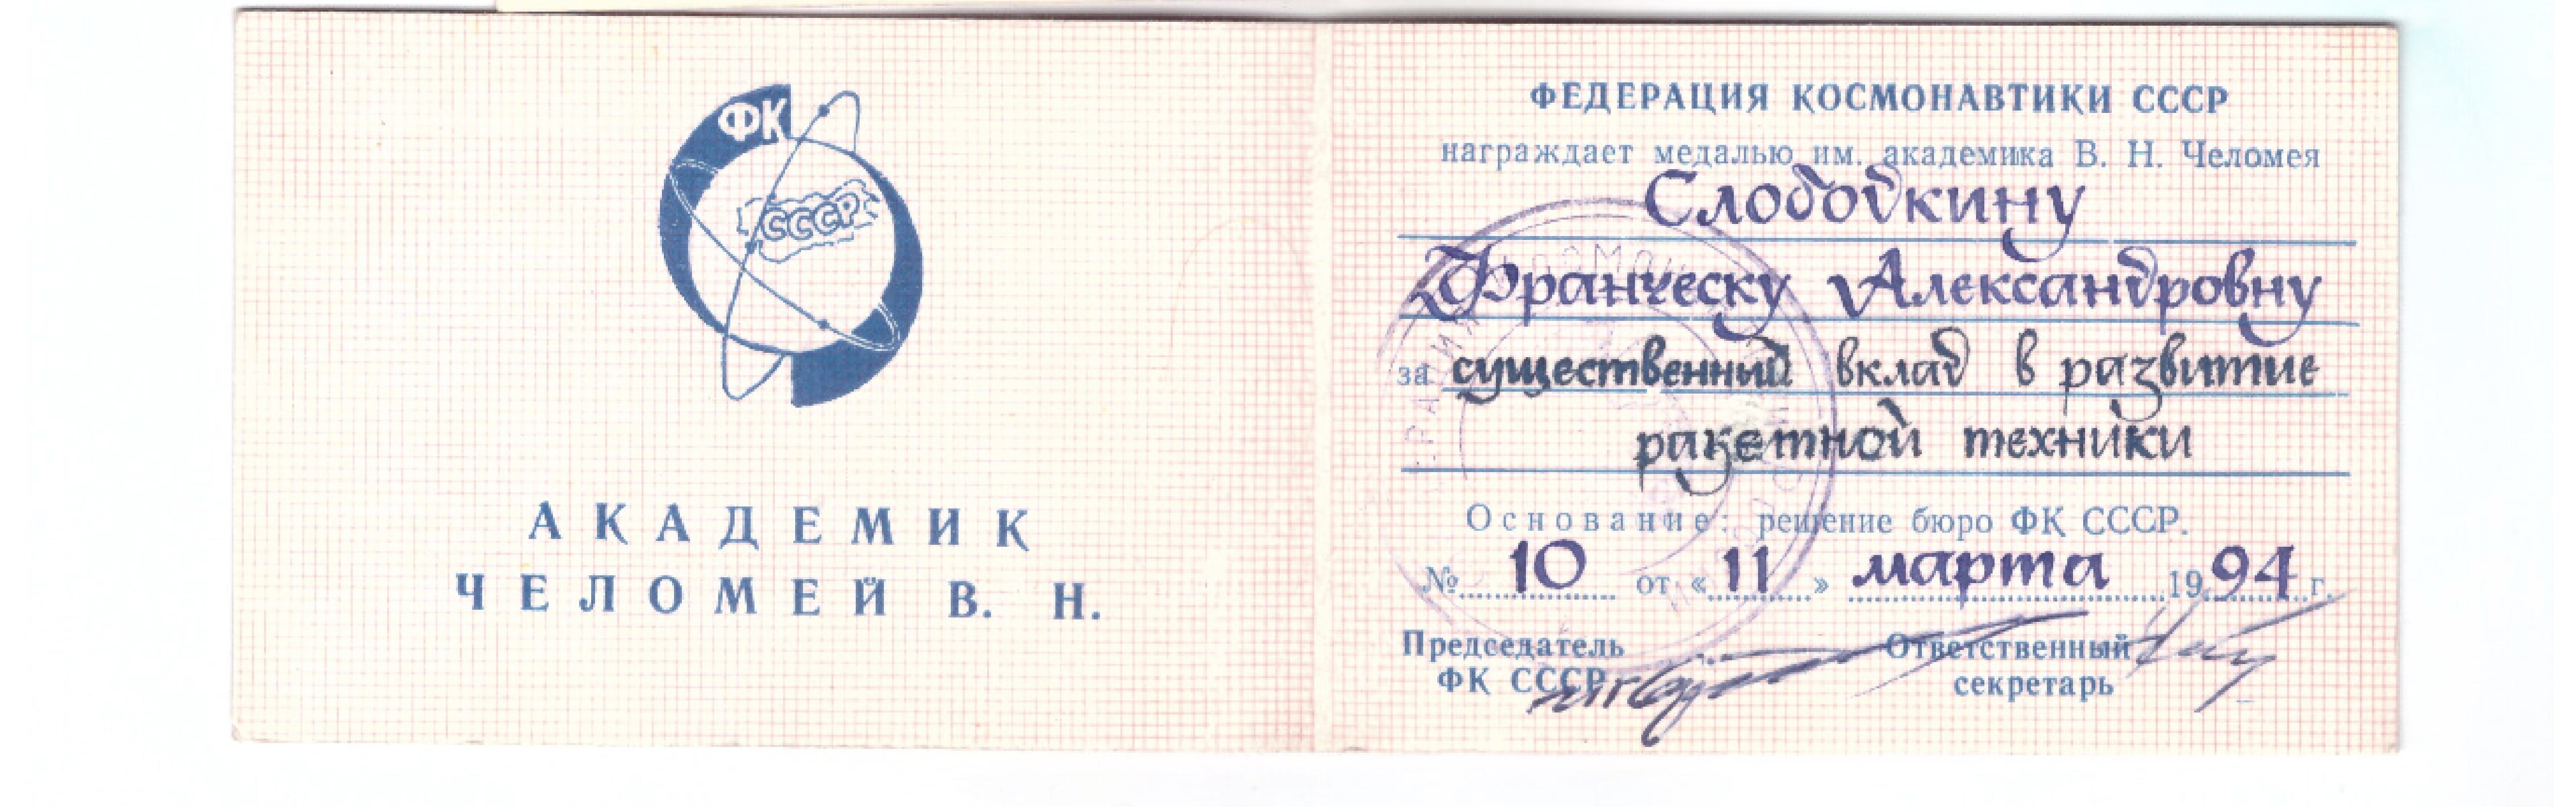 ФК
СССР
АКАДЕМИК
ЧЕЛОМЕЙ В. Н.
ФЕДЕРАЦИЯ КОСМОНАВТИКИ СССР
награждает медалью им. академика В. Н. Челомея
Слободкину
Франческу Александровну
за существенный вклад в развитие
ракетной техники
Основание: решение бюро ФК СССР.
№ 10 от «11» марта 1994 г.
Председатель
ФК СССР
Ответственный
секретарь